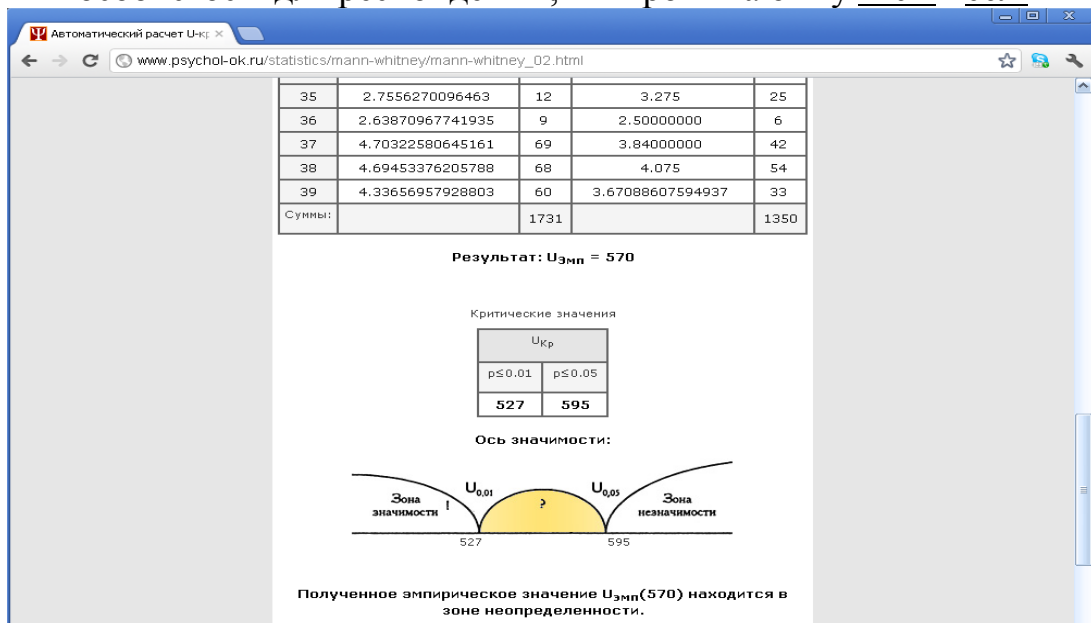 Автоматический расчет U-кр
www.psychol-ok.ru/statistics/mann-whitney/mann-whitney_02.html
35 2.7556270096463 12 3.275 25
36 2.63870967741935 9 2.50000000 6
37 4.70322580645161 69 3.84000000 42
38 4.69453376205788 68 4.075 54
39 4.33656957928803 60 3.67088607594937 33
Суммы: 1731 1350
Результат: UЭмп = 570
Критические значения
UКр
p≤0.01 p≤0.05
527 595
Ось значимости:
Зона значимости ! U0,01 ? U0,05 Зона незначимости
527 595
Полученное эмпирическое значение UЭмп(570) находится в
зоне неопределенности.